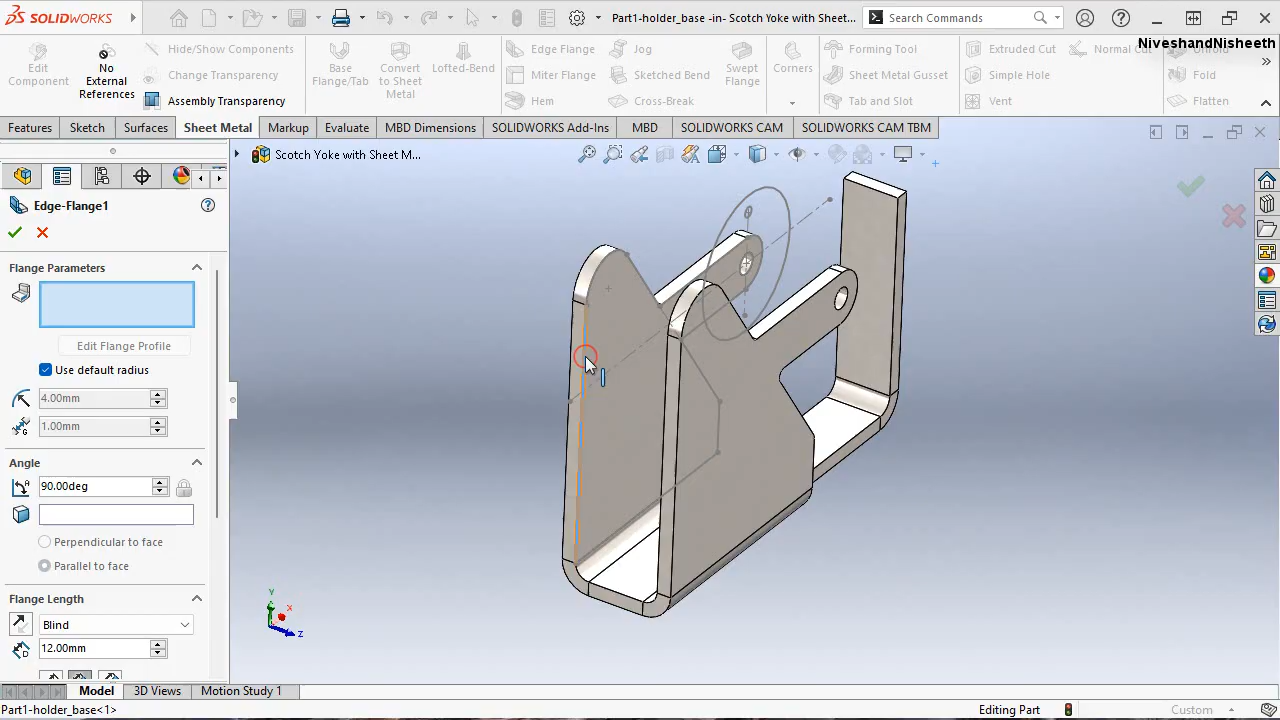 SOLIDWORKS
Part1-holder_base -in- Scotch Yoke with Sheet...
Search Commands
NiveshandNisheeth
Edit Component
No External References
Hide/Show Components
Change Transparency
Assembly Transparency
Base Flange/Tab
Convert to Sheet Metal
Lofted-Bend
Edge Flange
Miter Flange
Hem
Jog
Sketched Bend
Cross-Break
Swept Flange
Corners
Forming Tool
Sheet Metal Gusset
Tab and Slot
Extruded Cut
Simple Hole
Vent
Normal Cut
Unfold
Fold
Flatten
Features Sketch Surfaces Sheet Metal Markup Evaluate MBD Dimensions SOLIDWORKS Add-Ins MBD SOLIDWORKS CAM SOLIDWORKS CAM TBM
Scotch Yoke with Sheet M...
Edge-Flange1
Flange Parameters
Edit Flange Profile
Use default radius
4.00mm
1.00mm
Angle
90.00deg
Perpendicular to face
Parallel to face
Flange Length
Blind
12.00mm
Y
X
Z
Model 3D Views Motion Study 1
Part1-holder_base<1>
Editing Part
Custom